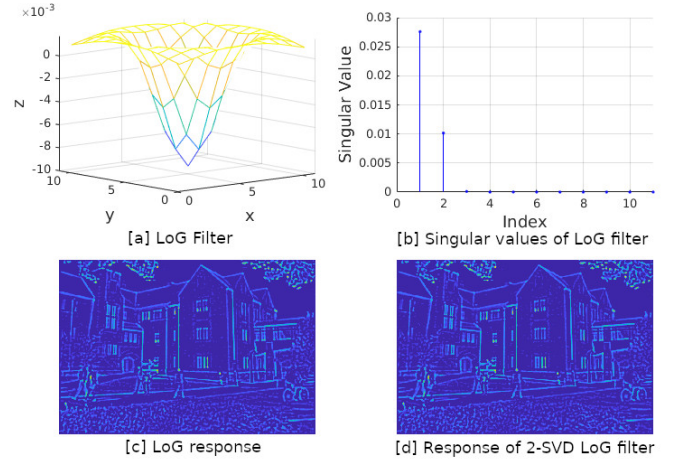 ×10-3
0
-2
-4
-6
-8
-10
z
10
5
0
y
0
5
10
x
[a] LoG Filter
0.03
0.025
0.02
0.015
0.01
0.005
0
Singular Value
0 2 4 6 8 10
Index
[b] Singular values of LoG filter
[c] LoG response
[d] Response of 2-SVD LoG filter